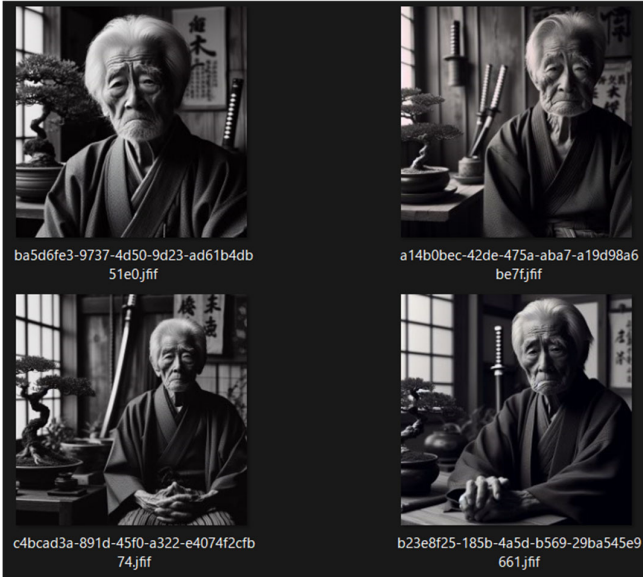 ba5d6fe3-9737-4d50-9d23-ad61b4db
51e0.jfif
a14b0bec-42de-475a-aba7-a19d98a6
be7f.jfif
c4bcad3a-891d-45f0-a322-e4074f2cfb
74.jfif
b23e8f25-185b-4a5d-b569-29ba545e9
661.jfif